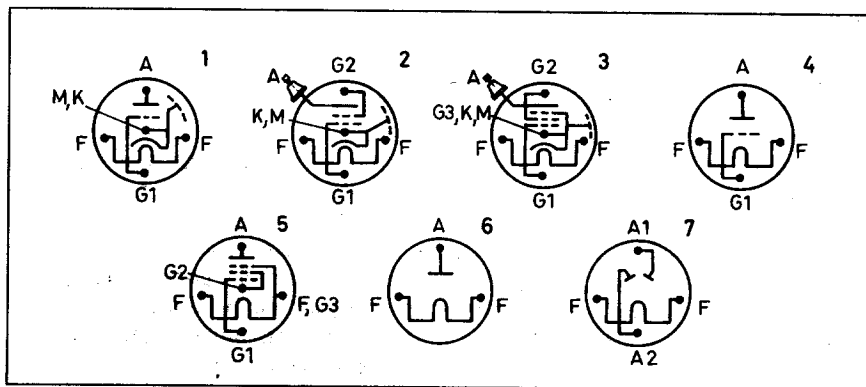 A 1
M,K
F F
G1
G2 2
A
K,M
F F
G1
G2 3
A
G3,K,M
F F
G1
A 4
F F
G1
A 5
G2
F F,G3
G1
A 6
F F
A1 7
F F
A2